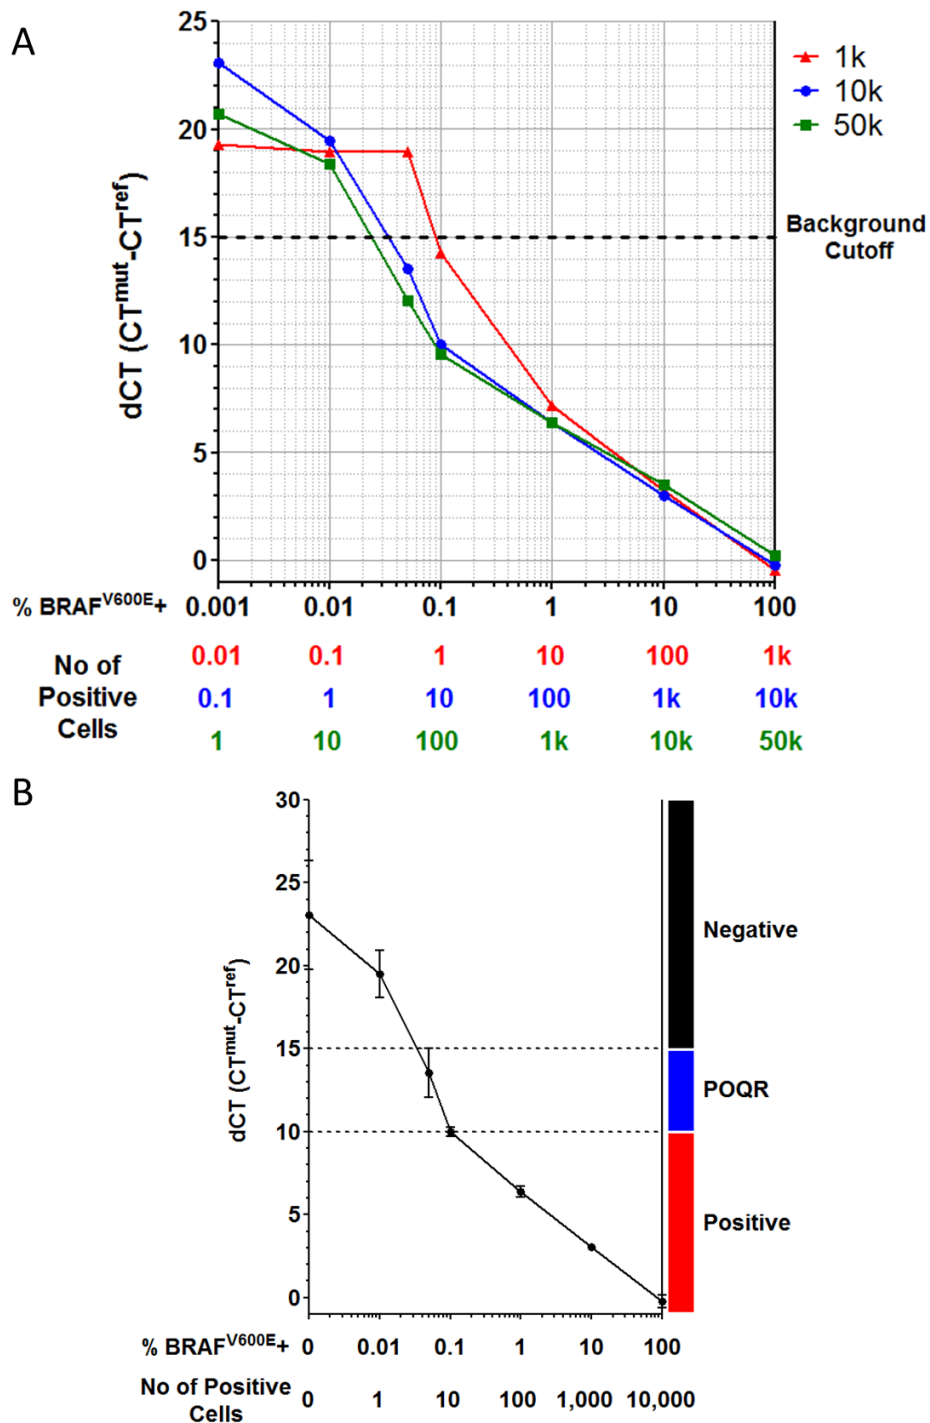 A
25
20
15
10
5
0
dCT (CT^mut-CT^ref)
1k
10k
50k
Background
Cutoff
% BRAF^V600E+ 0.001 0.01 0.1 1 10 100
No of
Positive
Cells
0.01 0.1 1 10 100 1k
0.1 1 10 100 1k 10k
1 10 100 1k 10k 50k
B
30
25
20
15
10
5
0
dCT (CT^mut-CT^ref)
Negative
POQR
Positive
% BRAF^V600E+ 0 0.01 0.1 1 10 100
No of Positive
Cells
0 1 10 100 1,000 10,000